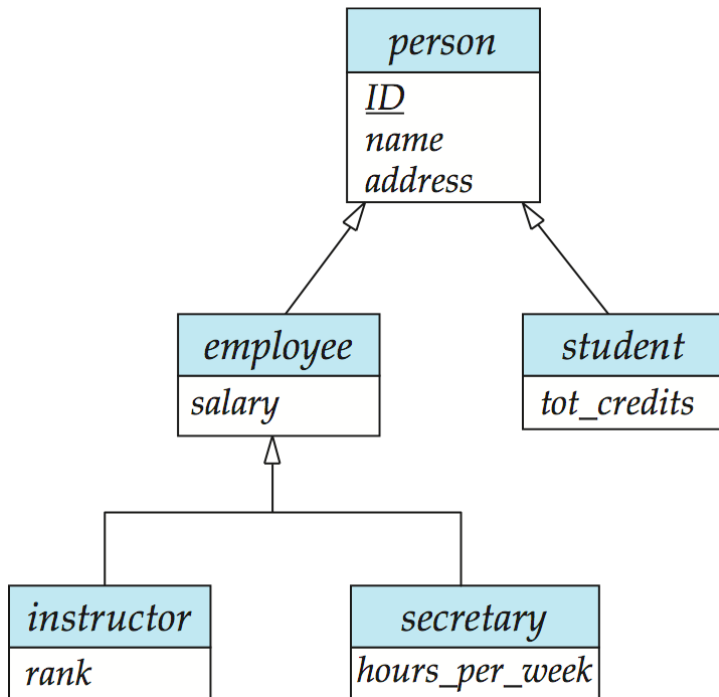 person
ID
name
address
employee
student
salary
tot_credits
instructor
secretary
rank
hours_per_week